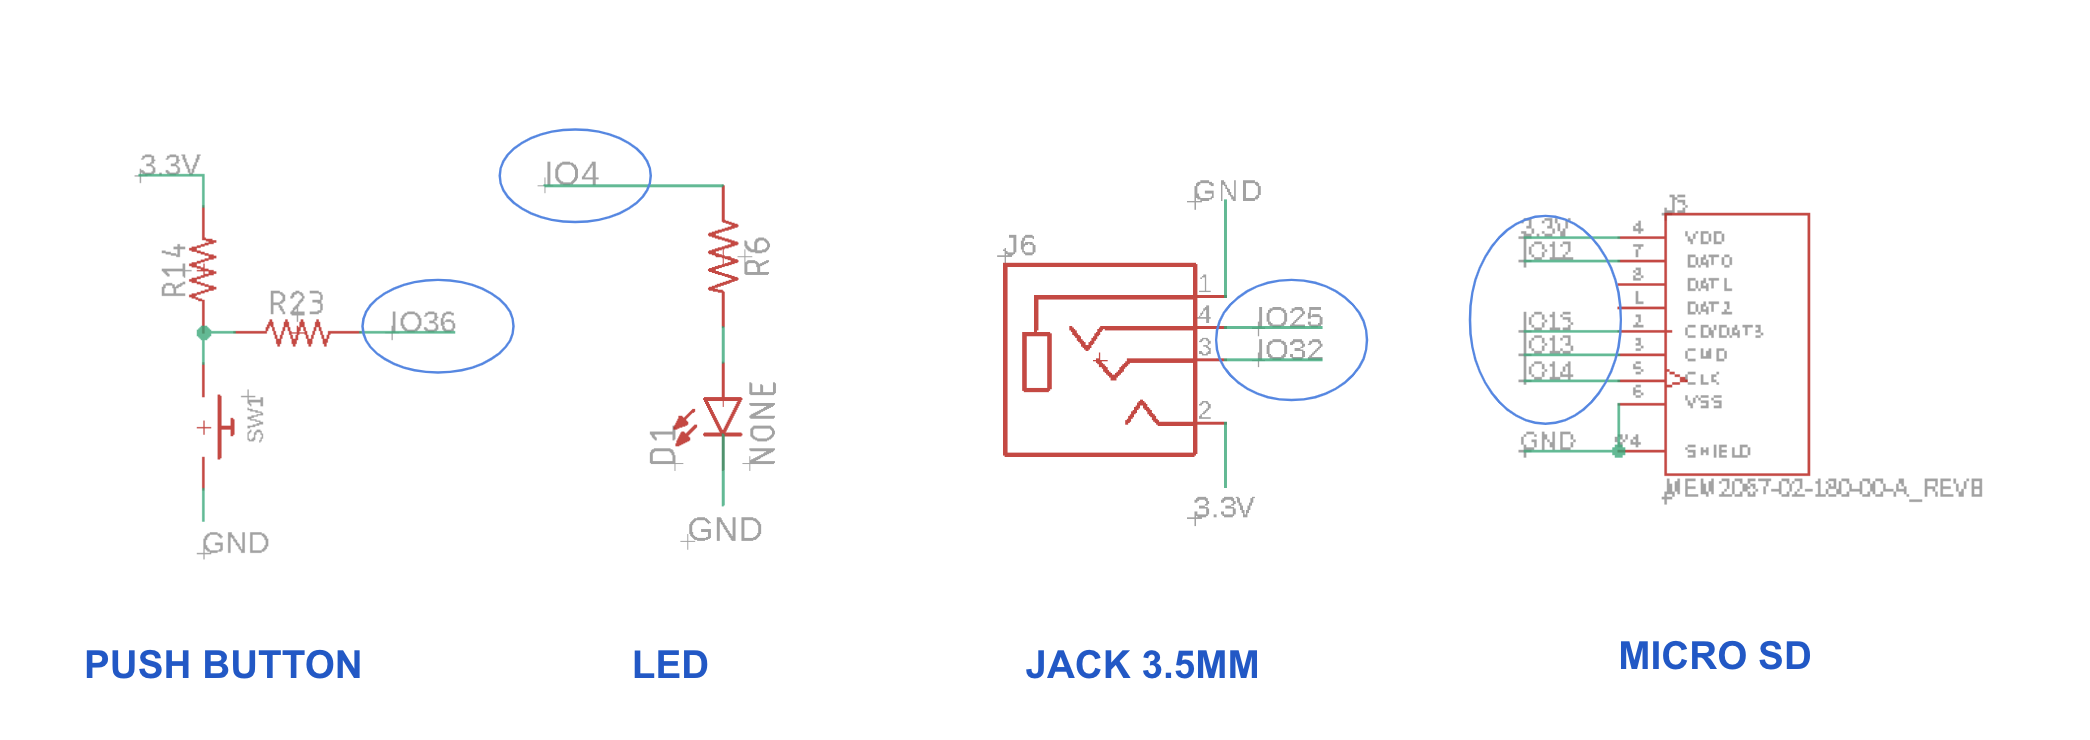 3.3V
R14
R23
IO36
SW1
GND
PUSH BUTTON
IO4
R6
D1
NONE
GND
LED
GND
J6
1
4
IO25
3
IO32
2
3.3V
JACK 3.5MM
J5
3.3V
4
VDD
IO12
7
DAT0
8
DAT1
1
DAT2
IO15
2
CD/DAT3
IO13
3
CMD
IO14
5
CLK
6
VSS
GND
SHIELD
MEM2067-02-180-00-A_REVB
MICRO SD